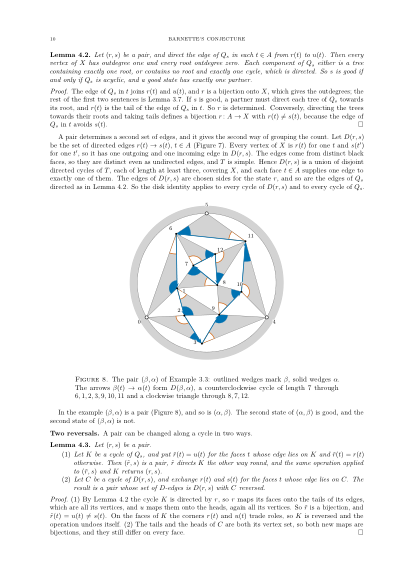 10 BARNETTE'S CONJECTURE
Lemma 4.2. Let (r, s) be a pair, and direct the edge of Qs in each t ∈ A from r(t) to u(t). Then every
vertex of X has outdegree one and every root outdegree zero. Each component of Qs either is a tree
containing exactly one root, or contains no root and exactly one cycle, which is directed. So s is good if
and only if Qs is acyclic, and a good state has exactly one partner.
Proof. The edge of Qs in t joins r(t) and u(t), and r is a bijection onto X, which gives the outdegrees; the
rest of the first two sentences is Lemma 3.7. If s is good, a partner must direct each tree of Qs towards
its root, and r(t) is the tail of the edge of Qs in t. So r is determined. Conversely, directing the trees
towards their roots and taking tails defines a bijection r : A → X with r(t) ≠ s(t), because the edge of
Qs in t avoids s(t). □
A pair determines a second set of edges, and it gives the second way of grouping the count. Let D(r, s)
be the set of directed edges r(t) → s(t), t ∈ A (Figure 7). Every vertex of X is r(t) for one t and s(t′)
for one t′, so it has one outgoing and one incoming edge in D(r, s). The edges come from distinct black
faces, so they are distinct even as undirected edges, and T is simple. Hence D(r, s) is a union of disjoint
directed cycles of T, each of length at least three, covering X, and each face t ∈ A supplies one edge to
exactly one of them. The edges of D(r, s) are chosen sides for the state r, and so are the edges of Qs
directed as in Lemma 4.2. So the disk identity applies to every cycle of D(r, s) and to every cycle of Qs.
5
6
11
12
7
8
10
1
2
9
0
3
4
Figure 8. The pair (β, α) of Example 3.3: outlined wedges mark β, solid wedges α.
The arrows β(t) → α(t) form D(β, α), a counterclockwise cycle of length 7 through
6, 1, 2, 3, 9, 10, 11 and a clockwise triangle through 8, 7, 12.
In the example (β, α) is a pair (Figure 8), and so is (α, β). The second state of (α, β) is good, and the
second state of (β, α) is not.
Two reversals. A pair can be changed along a cycle in two ways.
Lemma 4.3. Let (r, s) be a pair.
(1) Let K be a cycle of Qs, and put r̄(t) = u(t) for the faces t whose edge lies on K and r̄(t) = r(t)
otherwise. Then (r̄, s) is a pair, r̄ directs K the other way round, and the same operation applied
to (r̄, s) and K returns (r, s).
(2) Let C be a cycle of D(r, s), and exchange r(t) and s(t) for the faces t whose edge lies on C. The
result is a pair whose set of D-edges is D(r, s) with C reversed.
Proof. (1) By Lemma 4.2 the cycle K is directed by r, so r maps its faces onto the tails of its edges,
which are all its vertices, and u maps them onto the heads, again all its vertices. So r̄ is a bijection, and
r̄(t) = u(t) ≠ s(t). On the faces of K the corners r(t) and u(t) trade roles, so K is reversed and the
operation undoes itself. (2) The tails and the heads of C are both its vertex set, so both new maps are
bijections, and they still differ on every face. □